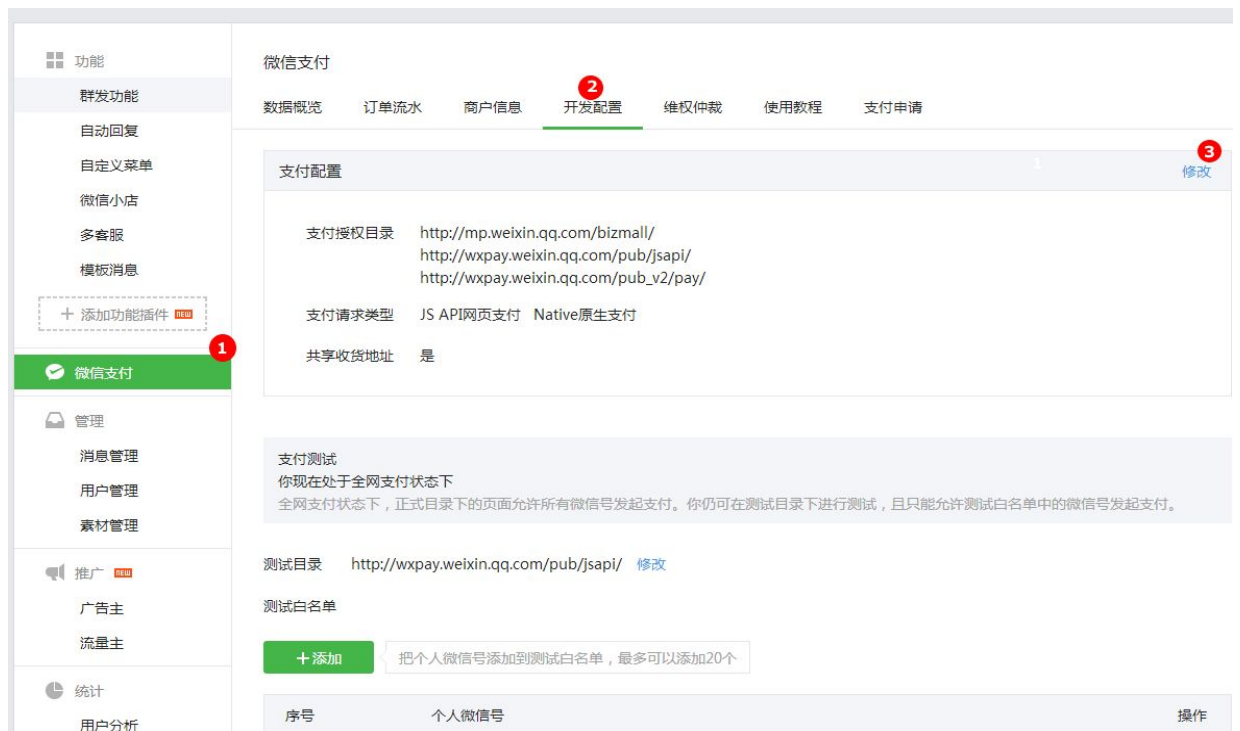 功能
群发功能
自动回复
自定义菜单
微信小店
多客服
模板消息
+ 添加功能插件 NEW
1
微信支付
管理
消息管理
用户管理
素材管理
推广 NEW
广告主
流量主
统计
用户分析
微信支付
2
数据概览 订单流水 商户信息 开发配置 维权仲裁 使用教程 支付申请
3
支付配置 1 修改
支付授权目录 http://mp.weixin.qq.com/bizmall/
http://wxpay.weixin.qq.com/pub/jsapi/
http://wxpay.weixin.qq.com/pub_v2/pay/
支付请求类型 JS API网页支付 Native原生支付
共享收货地址 是
支付测试
你现在处于全网支付状态下
全网支付状态下，正式目录下的页面允许所有微信号发起支付。你仍可在测试目录下进行测试，且只能允许测试白名单中的微信号发起支付。
测试目录 http://wxpay.weixin.qq.com/pub/jsapi/ 修改
测试白名单
+添加 把个人微信号添加到测试白名单，最多可以添加20个
序号 个人微信号 操作